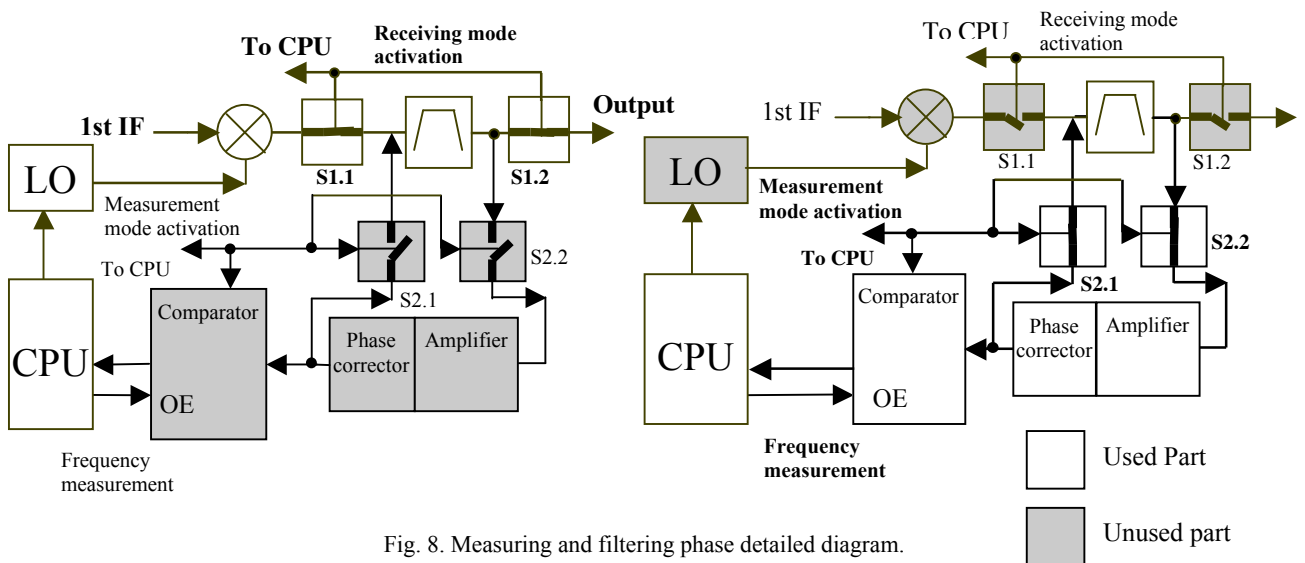 To CPU
Receiving mode
activation
1st IF
Output
S1.1
S1.2
LO
Measurement
mode activation
To CPU
S2.1
S2.2
CPU
Comparator
OE
Phase
corrector
Amplifier
Frequency
measurement
To CPU
Receiving mode
activation
1st IF
S1.1
S1.2
LO
Measurement
mode activation
To CPU
S2.1
S2.2
CPU
Comparator
OE
Phase
corrector
Amplifier
Frequency
measurement
Used Part
Unused part
Fig. 8. Measuring and filtering phase detailed diagram.